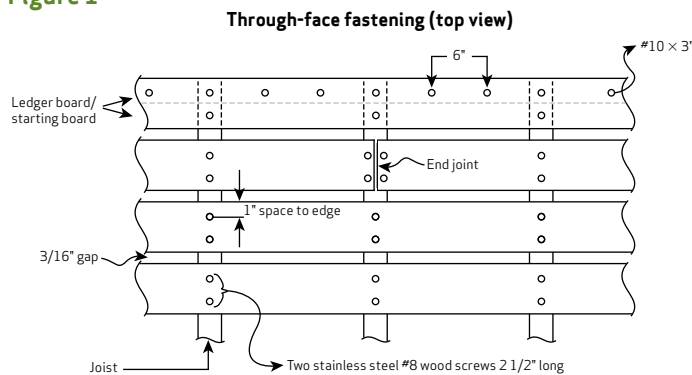 Figure 1
Through-face fastening (top view)
#10 × 3"
6"
Ledger board/
starting board
End joint
1" space to edge
3/16" gap
Joist
Two stainless steel #8 wood screws 2 1/2" long